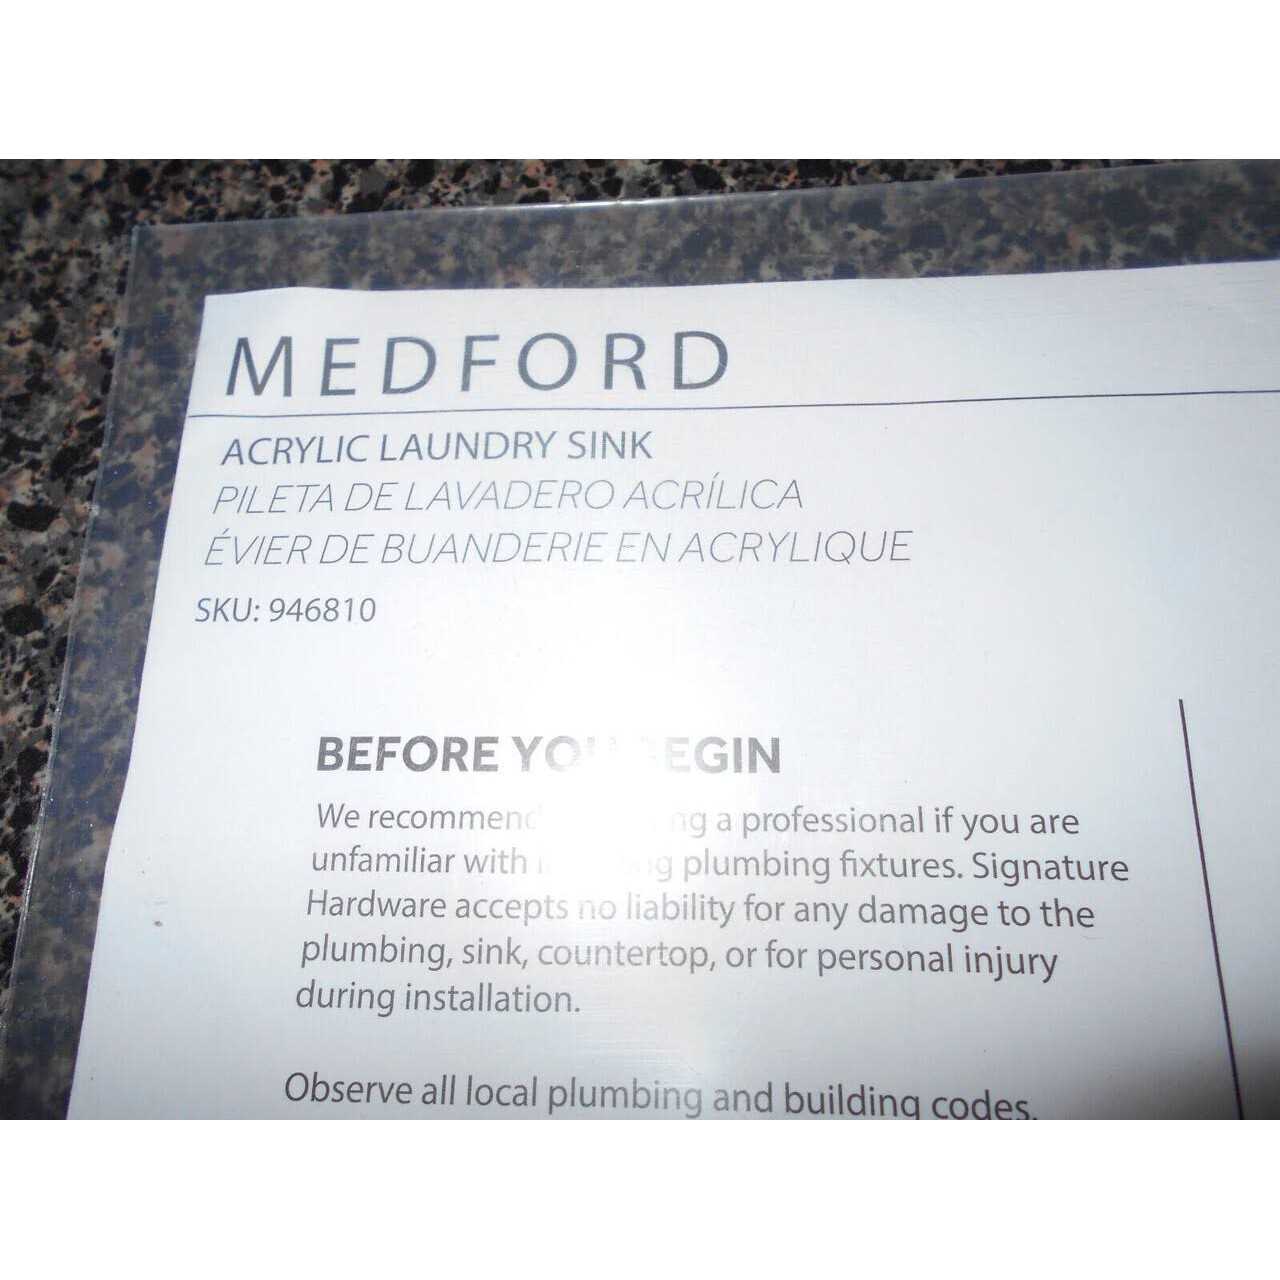 MEDFORD
ACRYLIC LAUNDRY SINK
PILETA DE LAVADERO ACRÍLICA
ÉVIER DE BUANDERIE EN ACRYLIQUE
SKU: 946810
BEFORE YOU BEGIN
We recommend a professional if you are
unfamiliar with plumbing fixtures. Signature
Hardware accepts no liability for any damage to the
plumbing, sink, countertop, or for personal injury
during installation.
Observe all local plumbing and building codes.